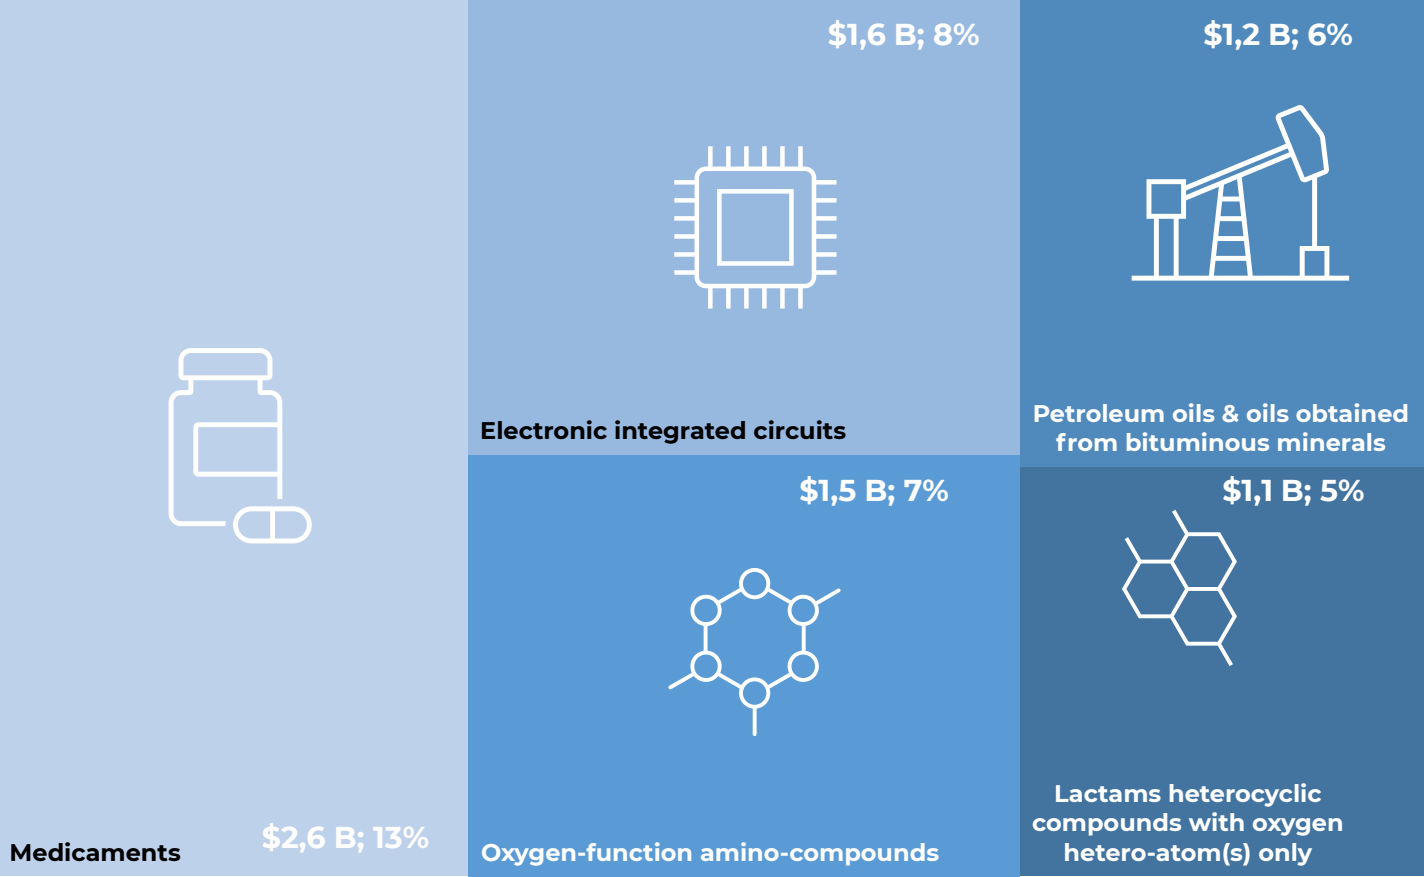 $2,6 B; 13%
Medicaments
$1,6 B; 8%
Electronic integrated circuits
$1,5 B; 7%
Oxygen-function amino-compounds
$1,2 B; 6%
Petroleum oils & oils obtained
from bituminous minerals
$1,1 B; 5%
Lactams heterocyclic
compounds with oxygen
hetero-atom(s) only